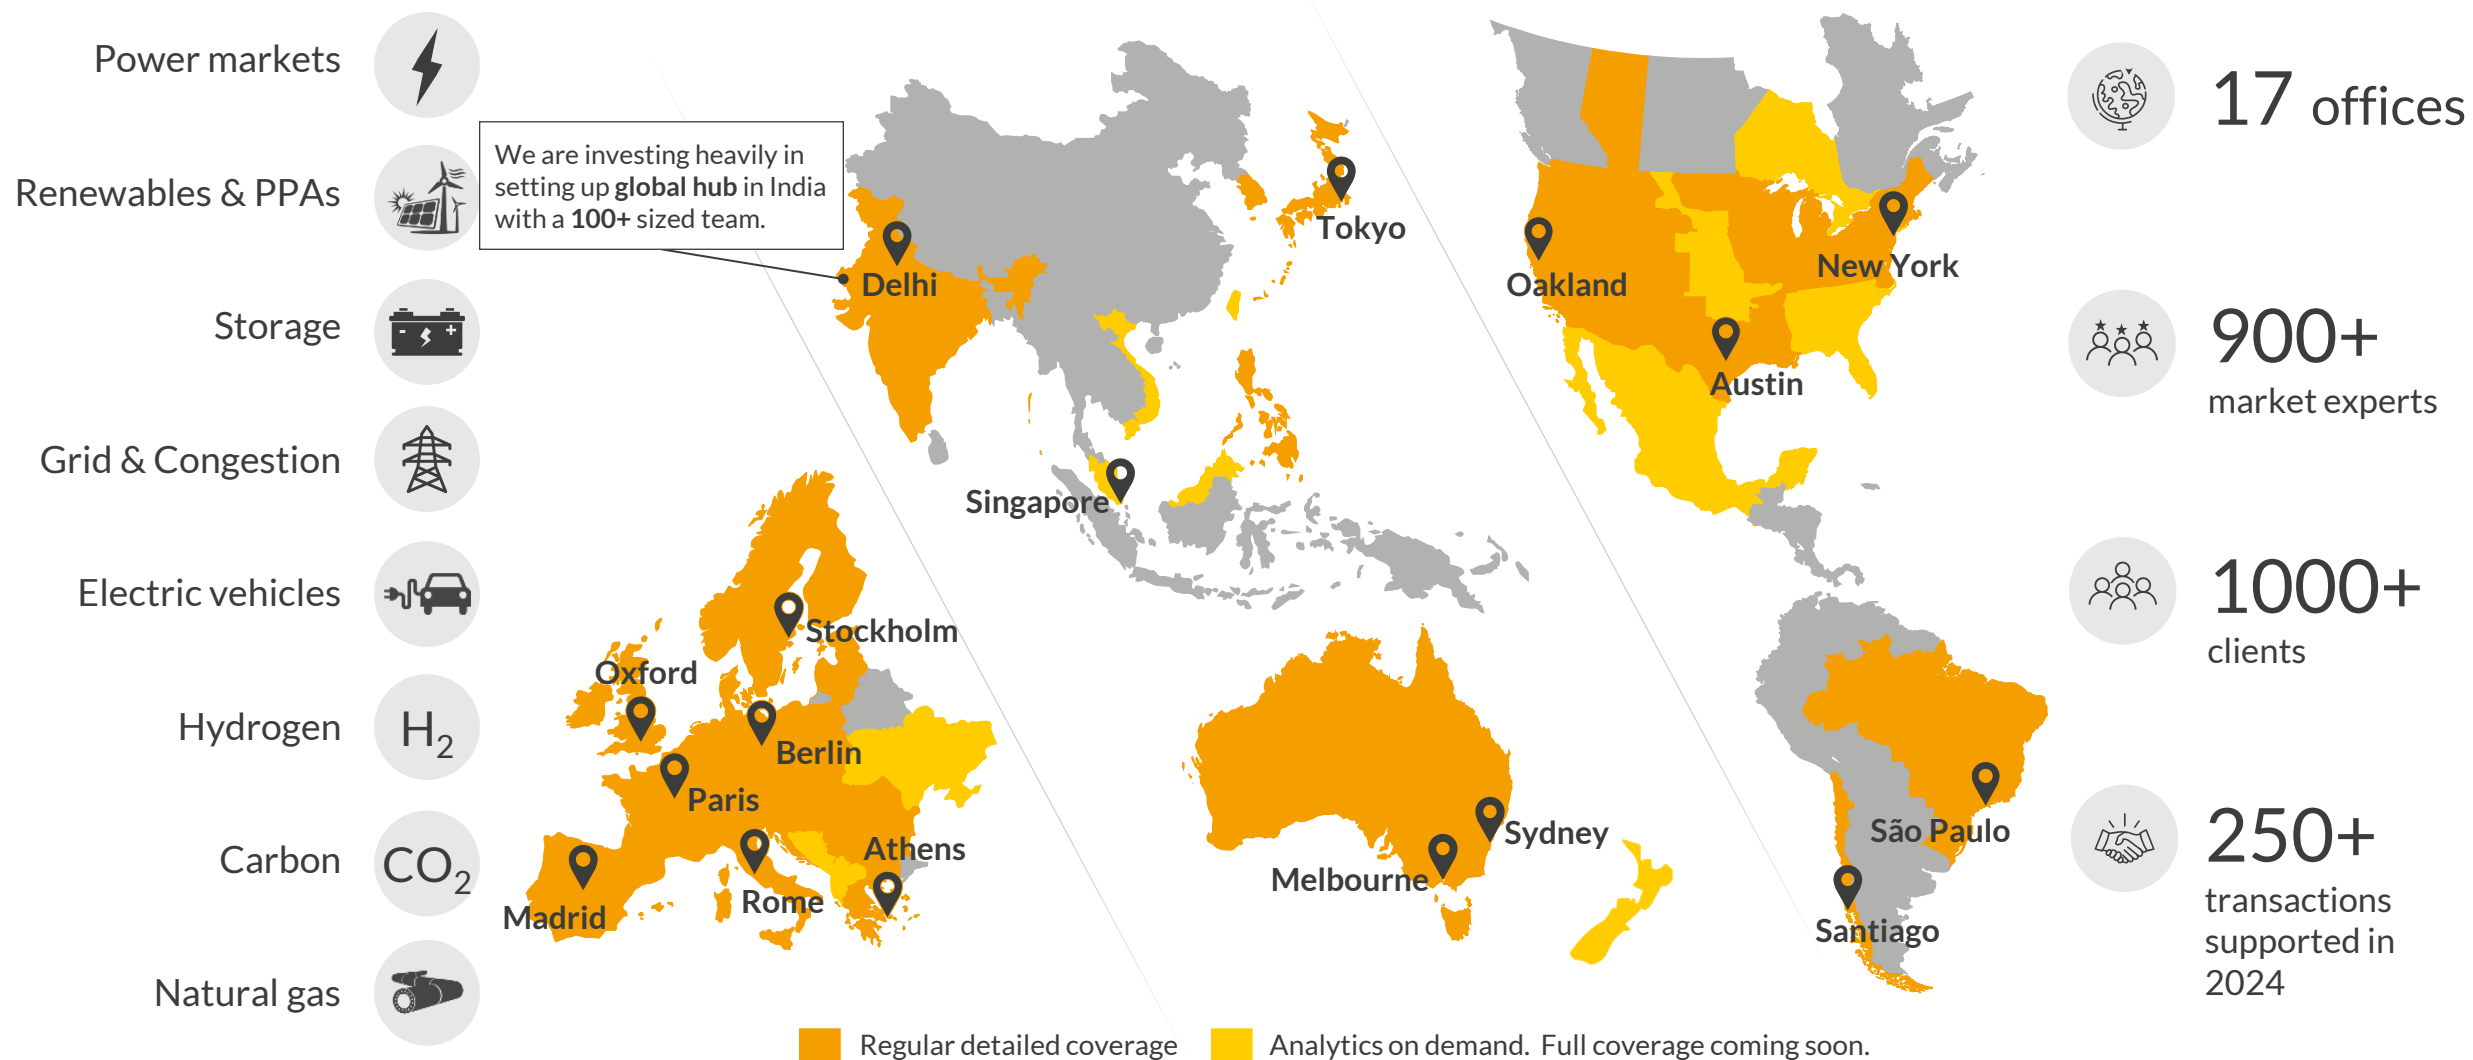 Power markets
Renewables & PPAs
Storage
Grid & Congestion
Electric vehicles
Hydrogen
H₂
Carbon
CO₂
Natural gas
We are investing heavily in
setting up global hub in India
with a 100+ sized team.
Delhi
Tokyo
Singapore
Stockholm
Oxford
Berlin
Paris
Athens
Rome
Madrid
Sydney
Melbourne
Oakland
New York
Austin
São Paulo
Santiago
17 offices
900+
market experts
1000+
clients
250+
transactions
supported in
2024
Regular detailed coverage
Analytics on demand. Full coverage coming soon.